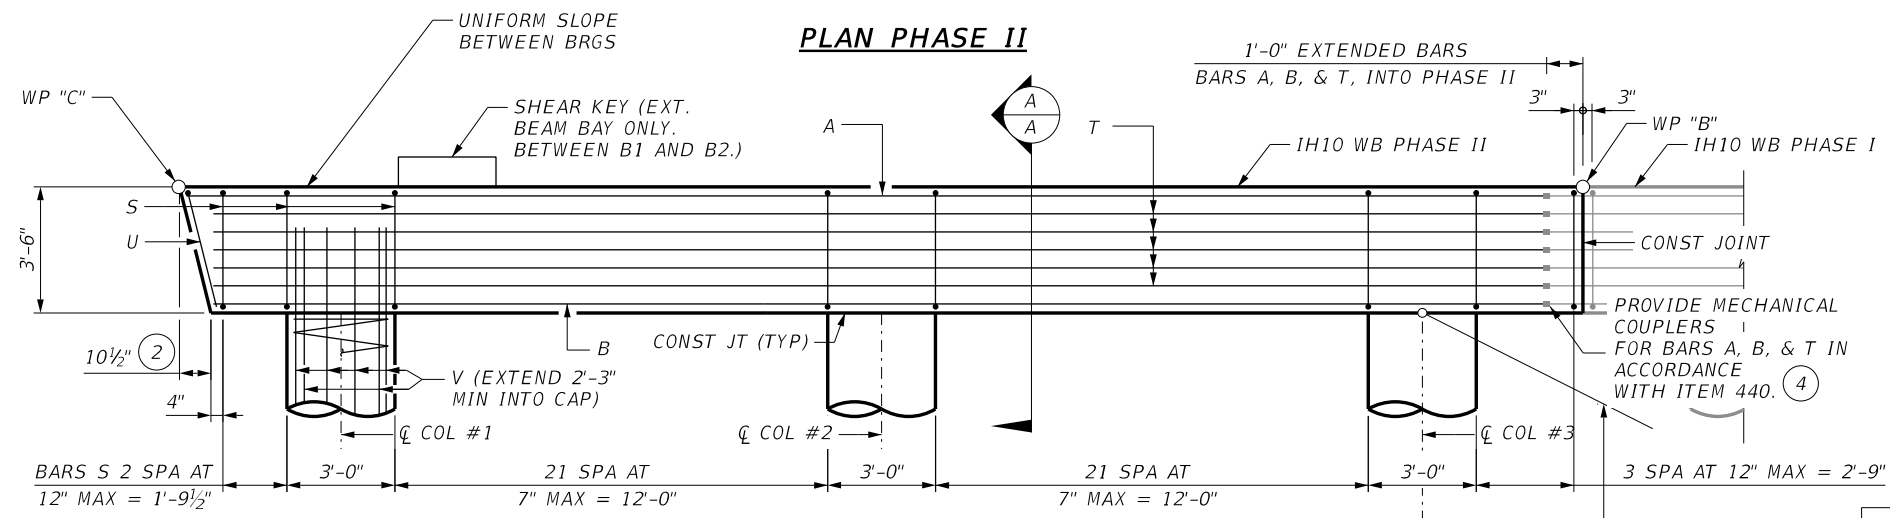 UNIFORM SLOPE
BETWEEN BRGS
PLAN PHASE II
1'-0" EXTENDED BARS
BARS A, B, & T, INTO PHASE II
WP "C"
SHEAR KEY (EXT.
BEAM BAY ONLY.
BETWEEN B1 AND B2.)
A
A
A
T
3"
3"
WP "B"
IH10 WB PHASE II
IH10 WB PHASE I
S
U
3'-6"
CONST JOINT
PROVIDE MECHANICAL
COUPLERS
FOR BARS A, B, & T IN
ACCORDANCE
WITH ITEM 440.
4
10½"
2
CONST JT (TYP)
B
V (EXTEND 2'-3"
MIN INTO CAP)
4"
℄ COL #1
℄ COL #2
℄ COL #3
BARS S 2 SPA AT
12" MAX = 1'-9½"
3'-0"
21 SPA AT
7" MAX = 12'-0"
3'-0"
21 SPA AT
7" MAX = 12'-0"
3'-0"
3 SPA AT 12" MAX = 2'-9"